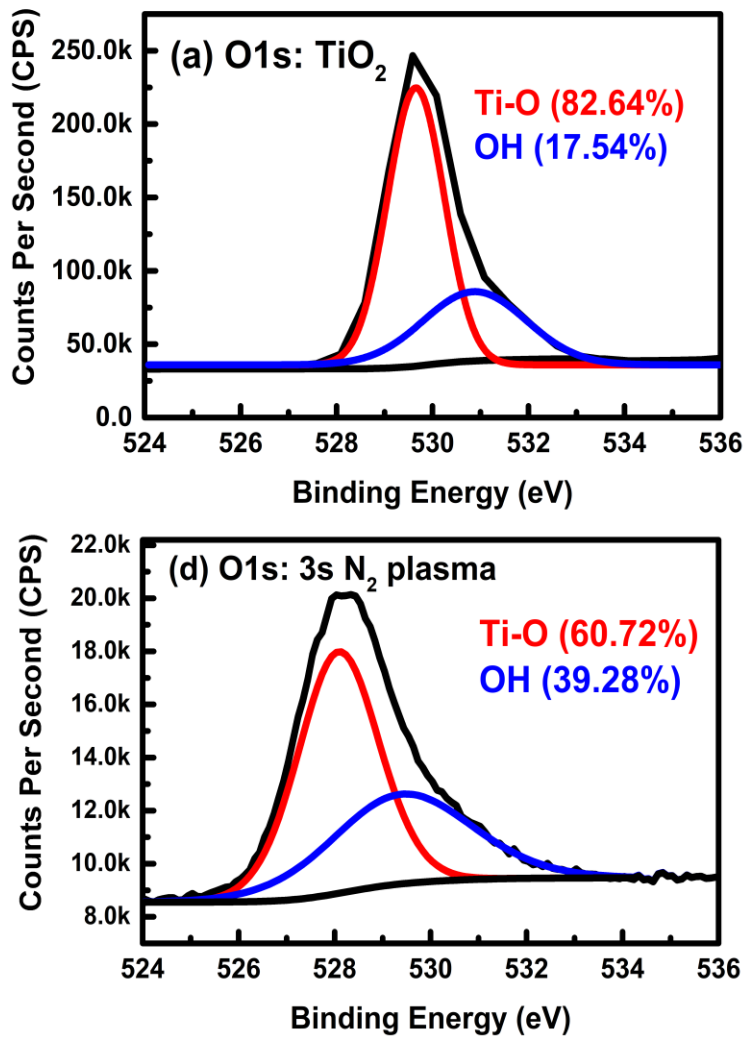 (a) O1s: TiO₂
Ti-O (82.64%)
OH (17.54%)
Counts Per Second (CPS)
250.0k
200.0k
150.0k
100.0k
50.0k
0.0
524 526 528 530 532 534 536
Binding Energy (eV)
(d) O1s: 3s N₂ plasma
Ti-O (60.72%)
OH (39.28%)
Counts Per Second (CPS)
22.0k
20.0k
18.0k
16.0k
14.0k
12.0k
10.0k
8.0k
524 526 528 530 532 534 536
Binding Energy (eV)